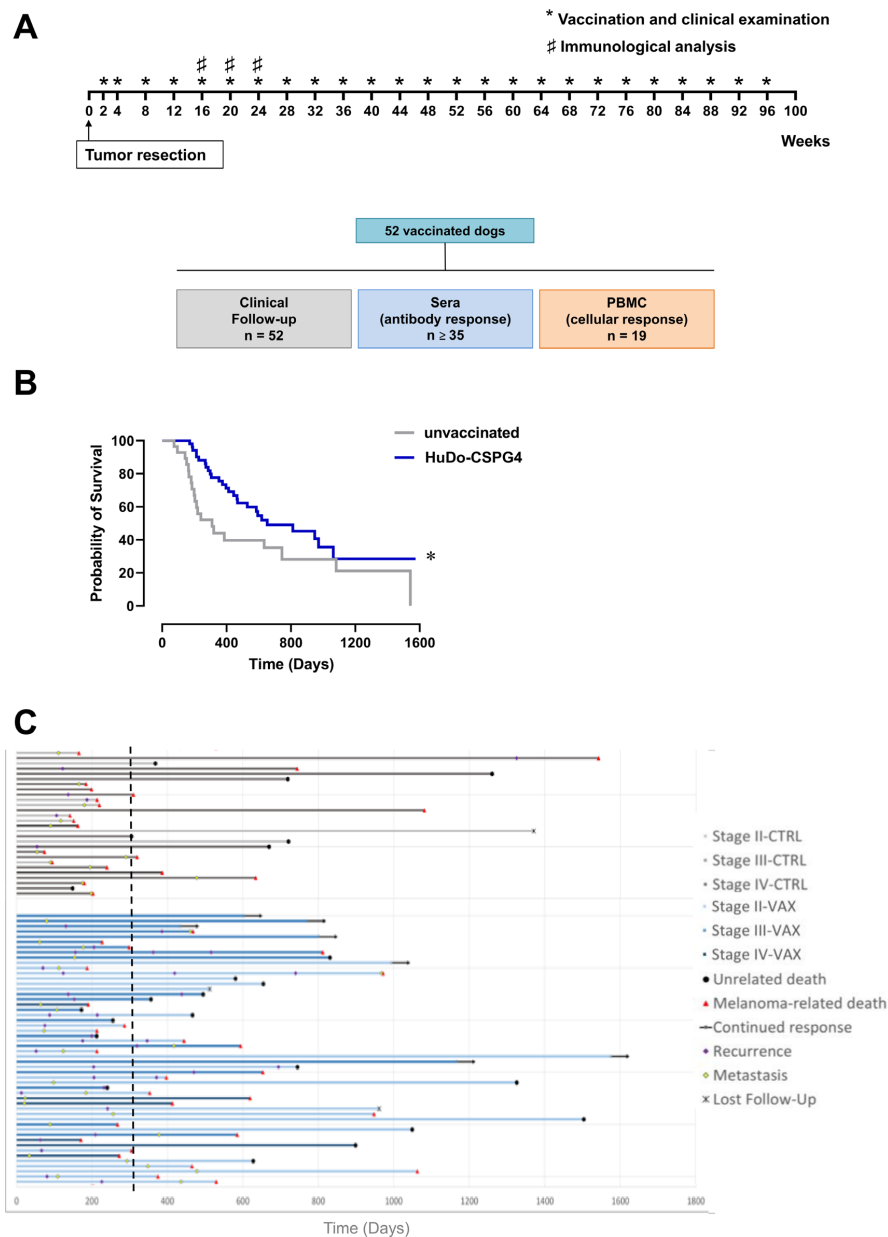 A
* Vaccination and clinical examination
♯ Immunological analysis
♯ ♯ ♯
* * * * * * * * * * * * * * * * * * * * * * * * *
0 2 4 8 12 16 20 24 28 32 36 40 44 48 52 56 60 64 68 72 76 80 84 88 92 96 100
Weeks
Tumor resection
52 vaccinated dogs
Clinical
Follow-up
n = 52
Sera
(antibody response)
n ≥ 35
PBMC
(cellular response)
n = 19
B
Probability of Survival
100
80
60
40
20
0
unvaccinated
HuDo-CSPG4
*
0 400 800 1200 1600
Time (Days)
C
Stage II-CTRL
Stage III-CTRL
Stage IV-CTRL
Stage II-VAX
Stage III-VAX
Stage IV-VAX
Unrelated death
Melanoma-related death
Continued response
Recurrence
Metastasis
Lost Follow-Up
0 200 400 600 800 1000 1200 1400 1600 1800
Time (Days)